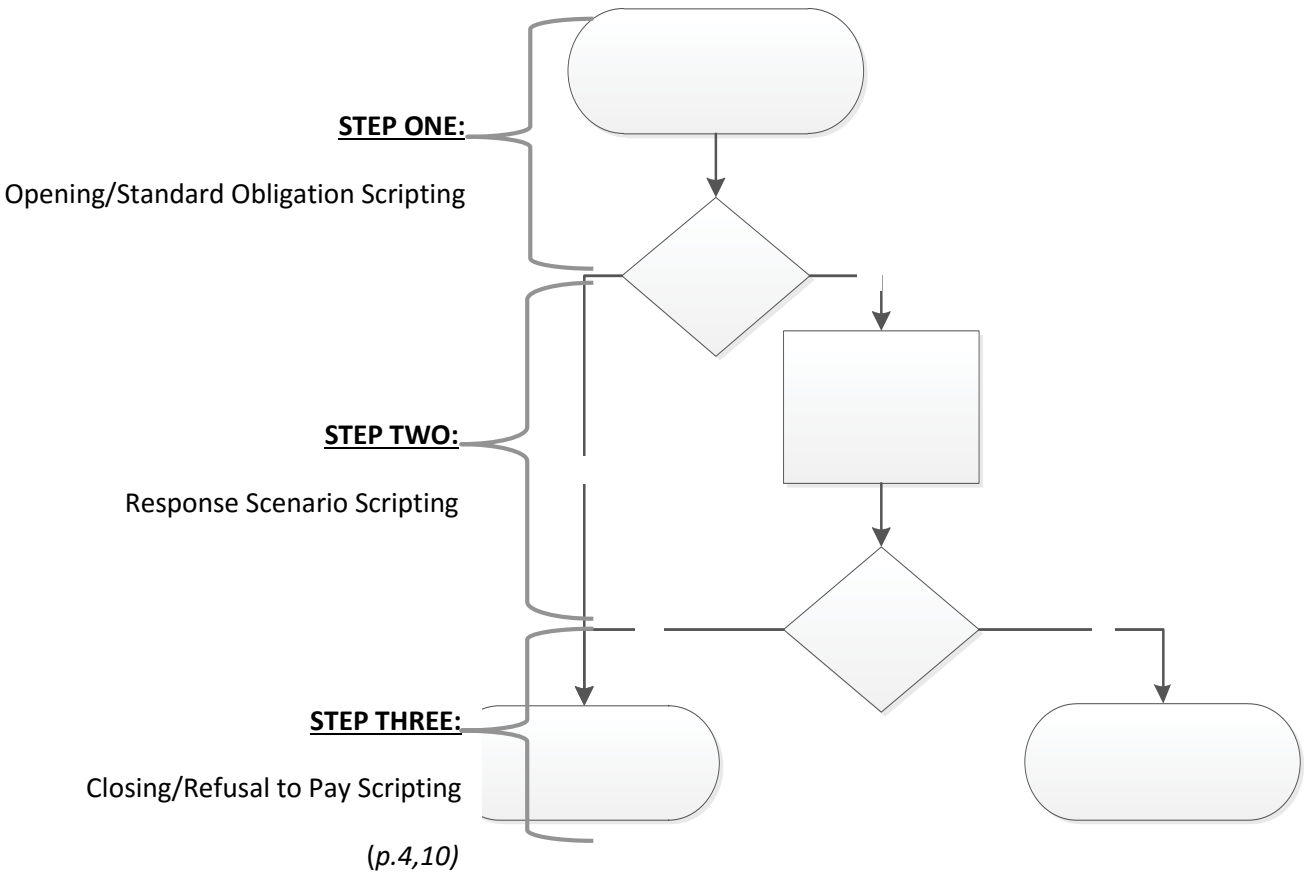 STEP ONE:
Opening/Standard Obligation Scripting
STEP TWO:
Response Scenario Scripting
STEP THREE:
Closing/Refusal to Pay Scripting
(p.4,10)